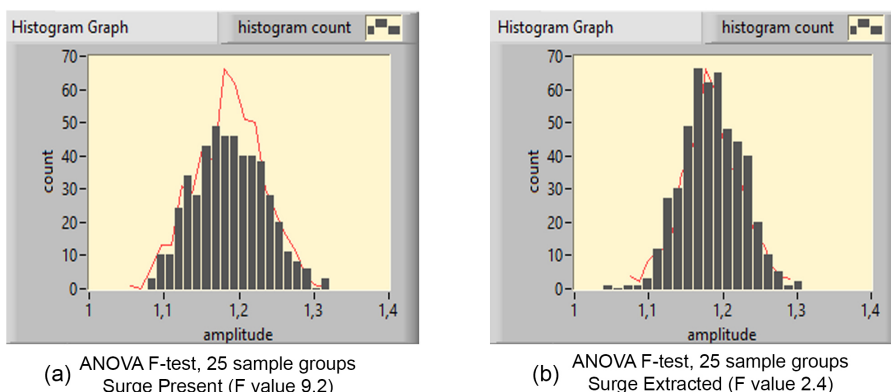 Histogram Graph
histogram count
70
60
50
40
30
20
10
0
count
1
1,1
1,2
1,3
1,4
amplitude
(a) ANOVA F-test, 25 sample groups
Surge Present (F value 9.2)
Histogram Graph
histogram count
70
60
50
40
30
20
10
0
count
1
1,1
1,2
1,3
1,4
amplitude
(b) ANOVA F-test, 25 sample groups
Surge Extracted (F value 2.4)